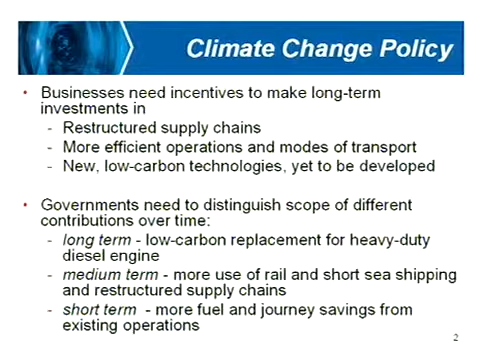 Climate Change Policy
• Businesses need incentives to make long-term
investments in
- Restructured supply chains
- More efficient operations and modes of transport
- New, low-carbon technologies, yet to be developed
• Governments need to distinguish scope of different
contributions over time:
- long term - low-carbon replacement for heavy-duty
diesel engine
- medium term - more use of rail and short sea shipping
and restructured supply chains
- short term - more fuel and journey savings from
existing operations
2